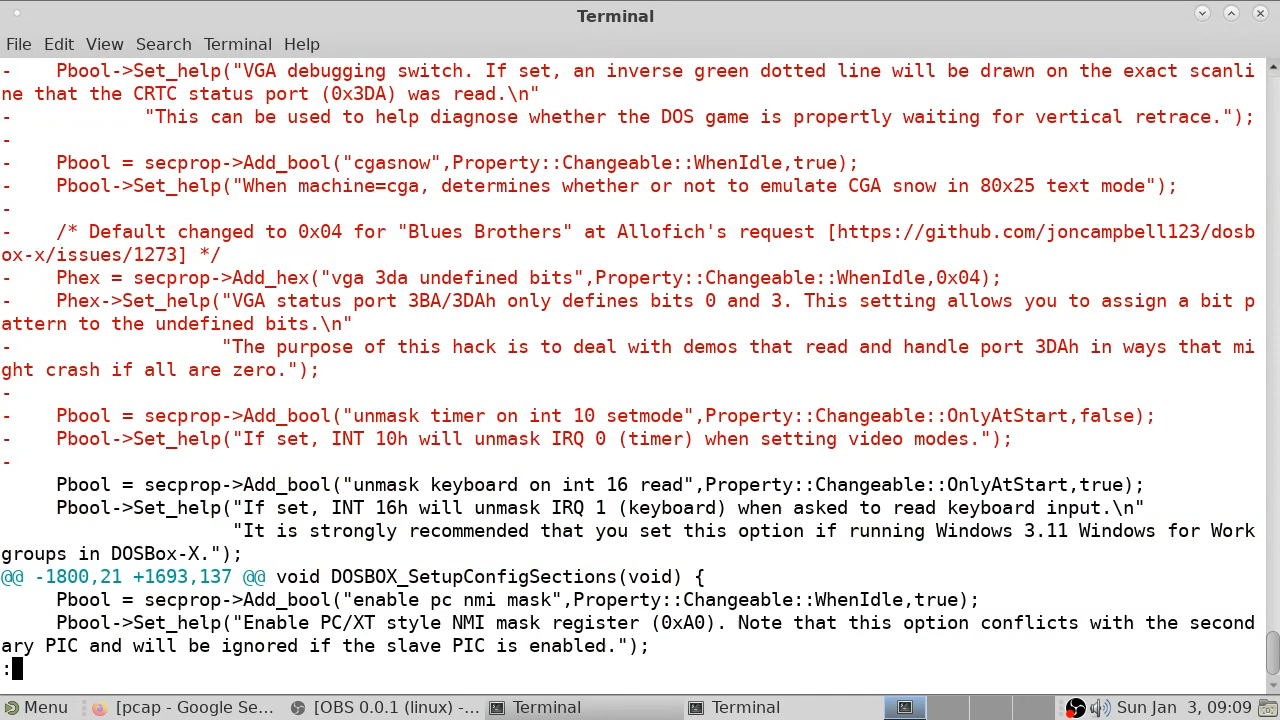 Terminal
File Edit View Search Terminal Help
-    Pbool->Set_help("VGA debugging switch. If set, an inverse green dotted line will be drawn on the exact scanli
ne that the CRTC status port (0x3DA) was read.\n"
-            "This can be used to help diagnose whether the DOS game is propertly waiting for vertical retrace.");
-
-    Pbool = secprop->Add_bool("cgasnow",Property::Changeable::WhenIdle,true);
-    Pbool->Set_help("When machine=cga, determines whether or not to emulate CGA snow in 80x25 text mode");
-
-    /* Default changed to 0x04 for "Blues Brothers" at Allofich's request [https://github.com/joncampbell123/dosb
ox-x/issues/1273] */
-    Phex = secprop->Add_hex("vga 3da undefined bits",Property::Changeable::WhenIdle,0x04);
-    Phex->Set_help("VGA status port 3BA/3DAh only defines bits 0 and 3. This setting allows you to assign a bit p
attern to the undefined bits.\n"
-                   "The purpose of this hack is to deal with demos that read and handle port 3DAh in ways that mi
ght crash if all are zero.");
-
-    Pbool = secprop->Add_bool("unmask timer on int 10 setmode",Property::Changeable::OnlyAtStart,false);
-    Pbool->Set_help("If set, INT 10h will unmask IRQ 0 (timer) when setting video modes.");
-
     Pbool = secprop->Add_bool("unmask keyboard on int 16 read",Property::Changeable::OnlyAtStart,true);
     Pbool->Set_help("If set, INT 16h will unmask IRQ 1 (keyboard) when asked to read keyboard input.\n"
                     "It is strongly recommended that you set this option if running Windows 3.11 Windows for Work
groups in DOSBox-X.");
@@ -1800,21 +1693,137 @@ void DOSBOX_SetupConfigSections(void) {
     Pbool = secprop->Add_bool("enable pc nmi mask",Property::Changeable::WhenIdle,true);
     Pbool->Set_help("Enable PC/XT style NMI mask register (0xA0). Note that this option conflicts with the second
ary PIC and will be ignored if the slave PIC is enabled.");
:
Menu [pcap - Google Se... [OBS 0.0.1 (linux) -... Terminal Terminal Sun Jan  3, 09:09